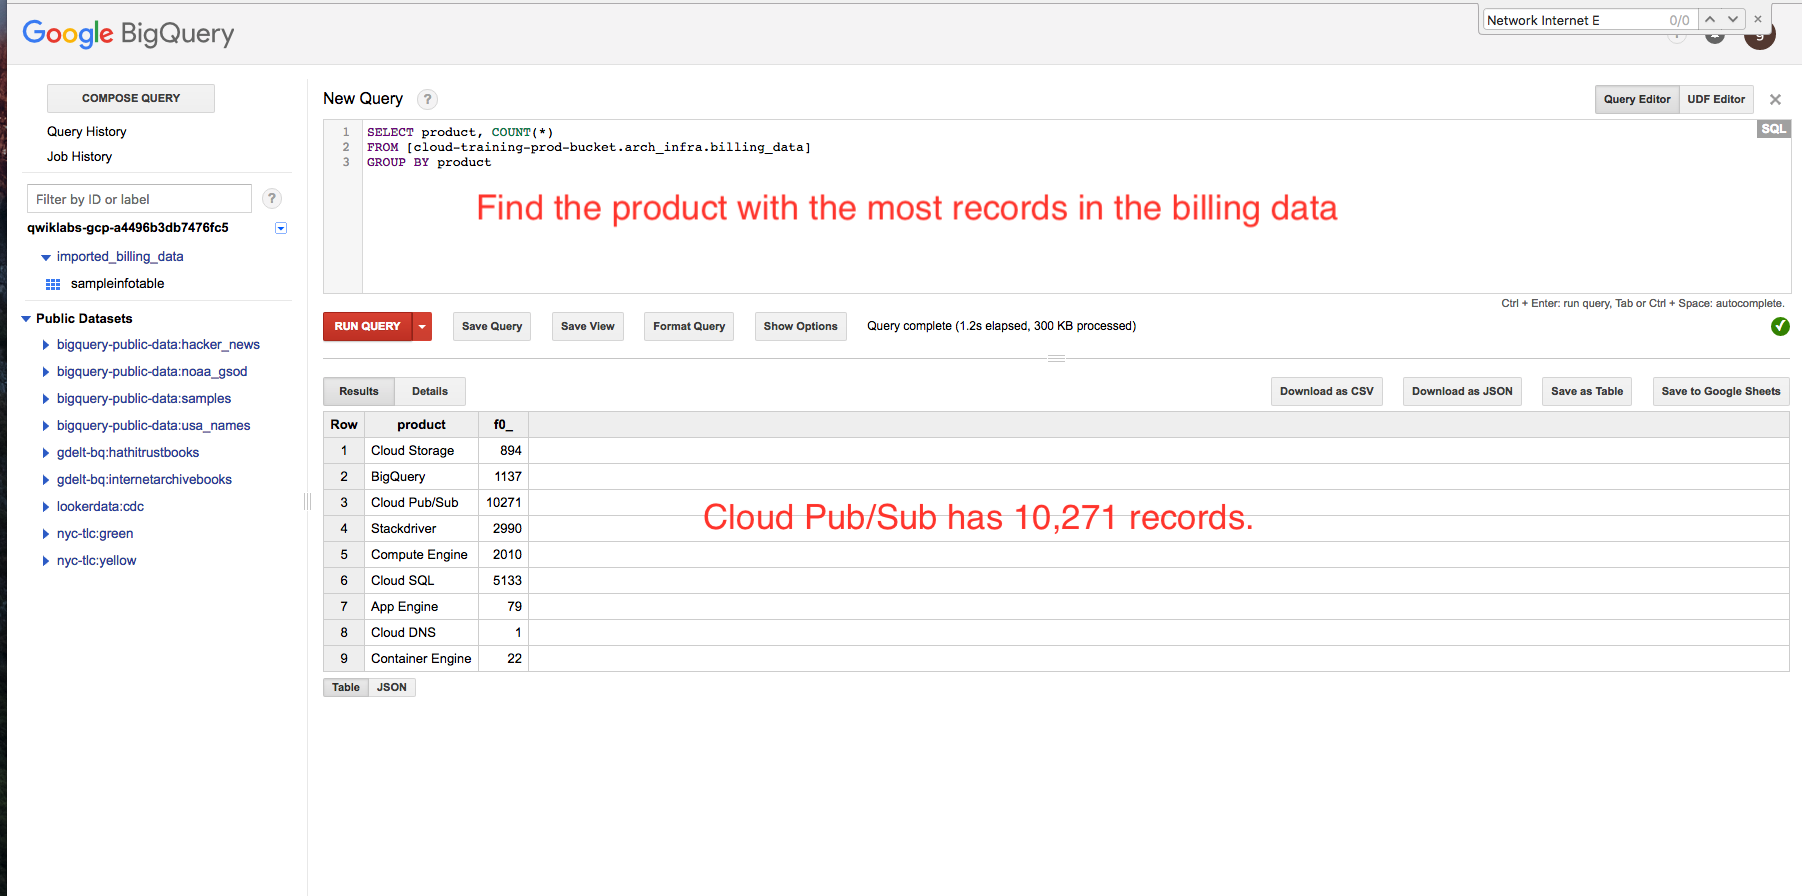 Network Internet E 0/0
Google BigQuery
COMPOSE QUERY
Query History
Job History
Filter by ID or label ?
qwiklabs-gcp-a4496b3db7476fc5
imported_billing_data
sampleinfotable
Public Datasets
bigquery-public-data:hacker_news
bigquery-public-data:noaa_gsod
bigquery-public-data:samples
bigquery-public-data:usa_names
gdelt-bq:hathitrustbooks
gdelt-bq:internetarchivebooks
lookerdata:cdc
nyc-tlc:green
nyc-tlc:yellow
New Query ?
Query Editor UDF Editor
SQL
1 SELECT product, COUNT(*)
2 FROM [cloud-training-prod-bucket.arch_infra.billing_data]
3 GROUP BY product
Find the product with the most records in the billing data
Ctrl + Enter: run query, Tab or Ctrl + Space: autocomplete.
RUN QUERY Save Query Save View Format Query Show Options Query complete (1.2s elapsed, 300 KB processed)
Results Details Download as CSV Download as JSON Save as Table Save to Google Sheets
Row product f0_
1 Cloud Storage 894
2 BigQuery 1137
3 Cloud Pub/Sub 10271
Cloud Pub/Sub has 10,271 records.
4 Stackdriver 2990
5 Compute Engine 2010
6 Cloud SQL 5133
7 App Engine 79
8 Cloud DNS 1
9 Container Engine 22
Table JSON